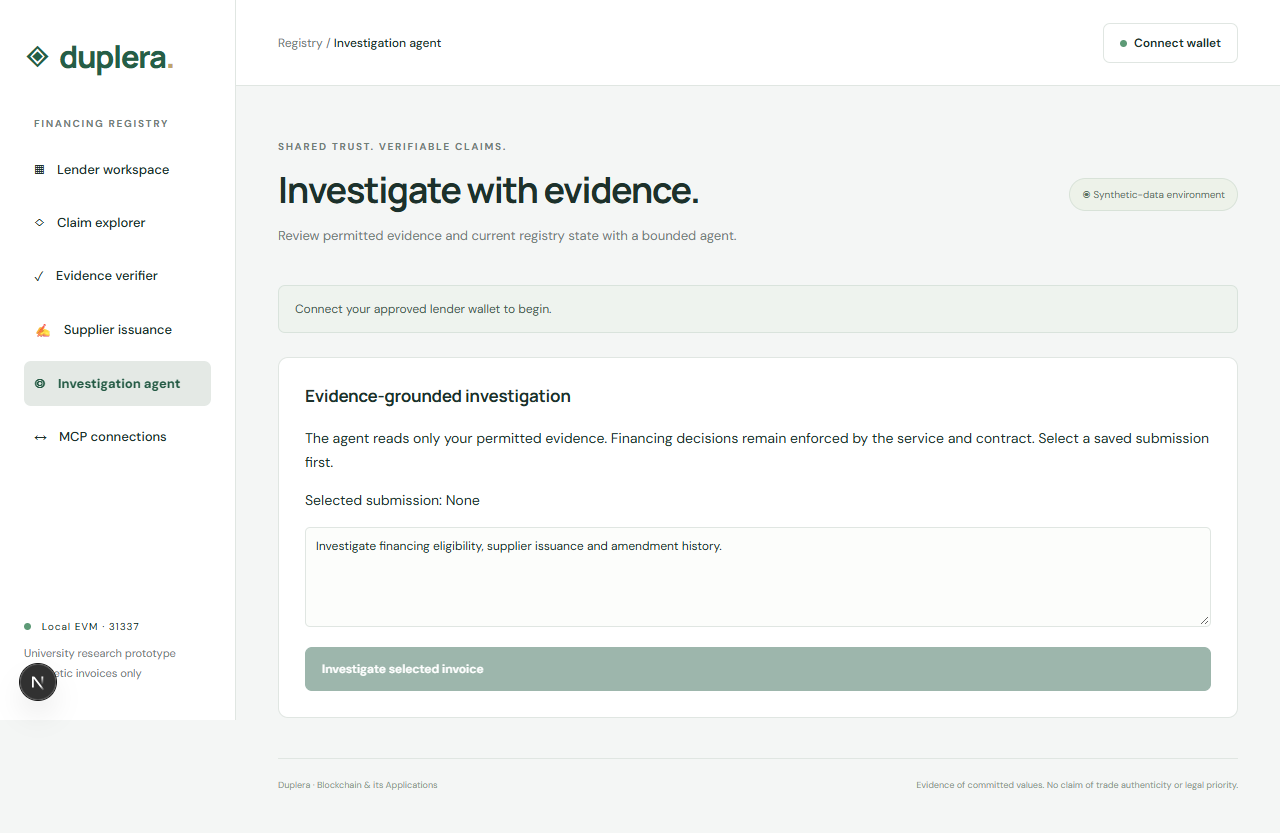 duplera.
FINANCING REGISTRY
Lender workspace
Claim explorer
Evidence verifier
Supplier issuance
Investigation agent
MCP connections
Local EVM · 31337
University research prototype
etic invoices only
N
Registry / Investigation agent
Connect wallet
SHARED TRUST. VERIFIABLE CLAIMS.
Investigate with evidence.
Synthetic-data environment
Review permitted evidence and current registry state with a bounded agent.
Connect your approved lender wallet to begin.
Evidence-grounded investigation
The agent reads only your permitted evidence. Financing decisions remain enforced by the service and contract. Select a saved submission
first.
Selected submission: None
Investigate financing eligibility, supplier issuance and amendment history.
Investigate selected invoice
Duplera · Blockchain & its Applications
Evidence of committed values. No claim of trade authenticity or legal priority.